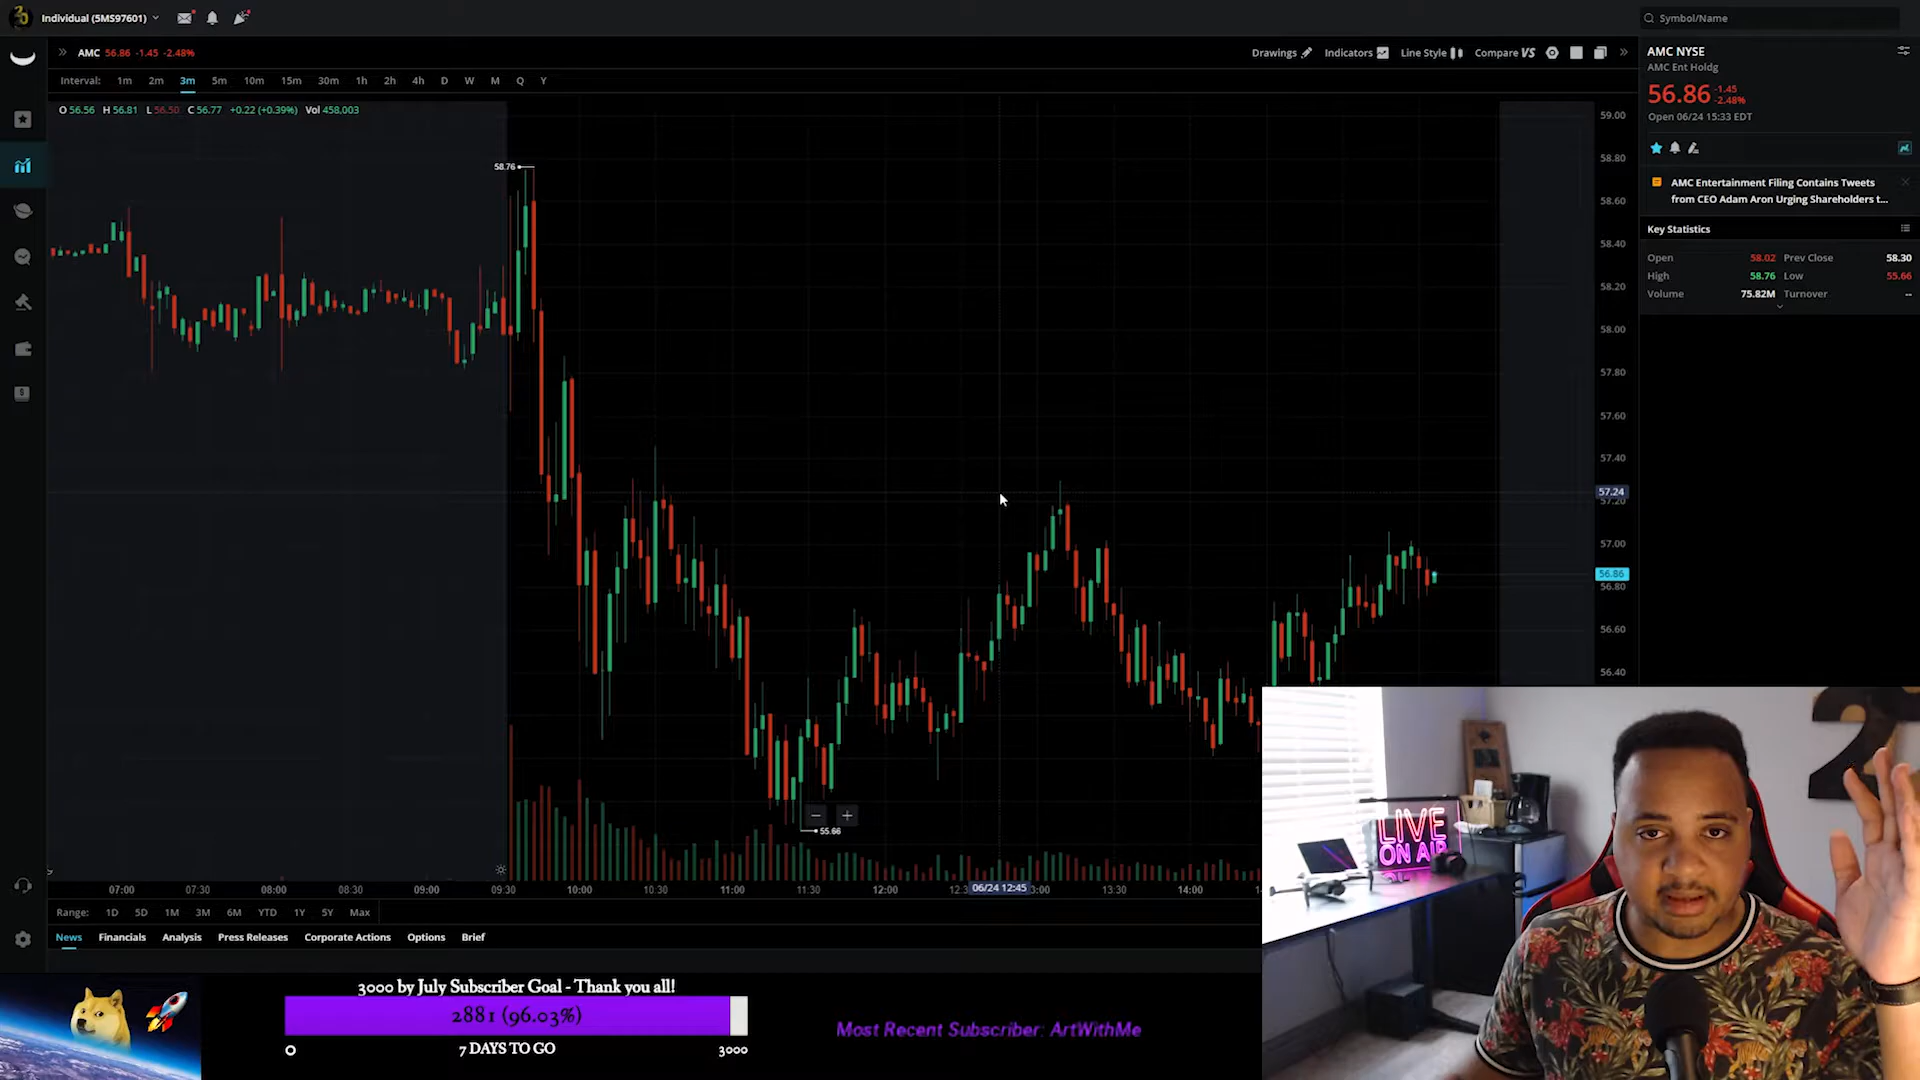 Individual (5MS97601)
Symbol/Name
AMC 56.86 -1.45 -2.48%
Drawings Indicators Line Style Compare VS
Interval: 1m 2m 3m 5m 10m 15m 30m 1h 2h 4h D W M Q Y
O 56.56 H 56.81 L 56.50 C 56.77 +0.22 (+0.39%) Vol 458,003
AMC NYSE
AMC Ent Holdg
56.86 -1.45
-2.48%
Open 06/24 15:33 EDT
AMC Entertainment Filing Contains Tweets
from CEO Adam Aron Urging Shareholders t...
Key Statistics
Open 58.02 Prev Close 58.30
High 58.76 Low 55.66
Volume 75.82M Turnover --
59.00
58.80
58.60
58.40
58.20
58.00
57.80
57.60
57.40
57.24
57.20
57.00
56.86
56.80
56.60
56.40
58.76
55.66
07:00 07:30 08:00 08:30 09:00 09:30 10:00 10:30 11:00 11:30 12:00 12:3 06/24 12:45 3:00 13:30 14:00
Range: 1D 5D 1M 3M 6M YTD 1Y 5Y Max
News Financials Analysis Press Releases Corporate Actions Options Brief
LIVE
ON AIR
3000 by July Subscriber Goal - Thank you all!
2881 (96.03%)
0 7 DAYS TO GO 3000
Most Recent Subscriber: ArtWithMe